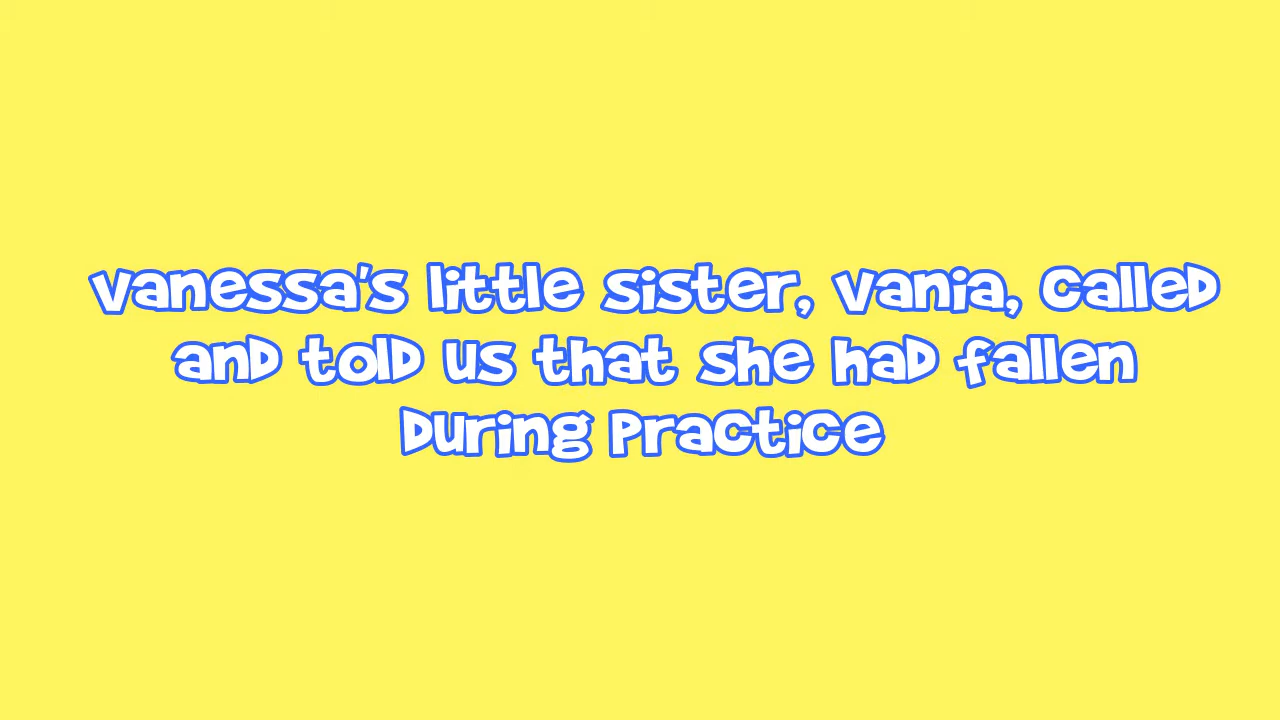 vanessa's little sister, vania, called
and told us that she had fallen
during practice